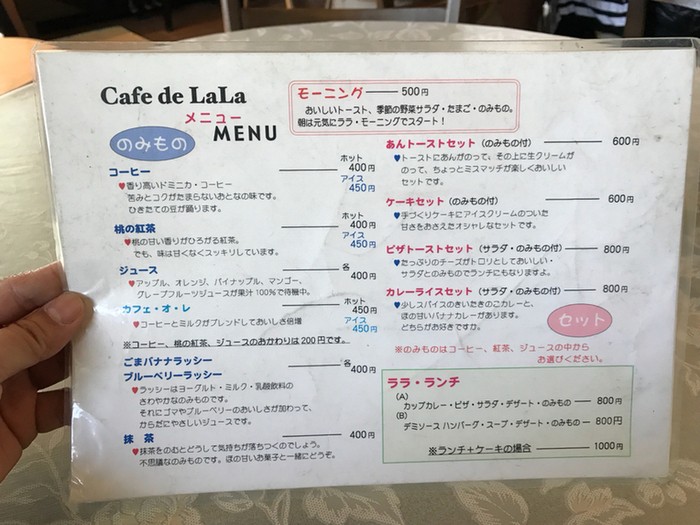 Cafe de LaLa
メニュー
MENU
モーニング 500円
おいしいトースト、季節の野菜サラダ・たまご・のみもの。
朝は元気にララ・モーニングでスタート！
のみもの
コーヒー ホット 400円
アイス 450円
♥香り高いドミニカ・コーヒー
苦みとコクがたまらないおとなの味です。
ひきたての豆が踊ります。
桃の紅茶 ホット 400円
アイス 450円
♥桃の甘い香りがひろがる紅茶。
でも、味は甘くなくスッキリしています。
ジュース 各 400円
♥アップル、オレンジ、パイナップル、マンゴー、
グレープフルーツジュースが果汁100％で待機中。
カフェ・オ・レ ホット 450円
アイス 450円
♥コーヒーとミルクがブレンドしておいしさ倍増
※コーヒー、桃の紅茶、ジュースのおかわりは200円です。
ごまバナナラッシー 各 400円
ブルーベリーラッシー
♥ラッシーはヨーグルト・ミルク・乳酸飲料の
さわやかなのみものです。
それにゴマやブルーベリーのおいしさが加わって、
からだにやさしいジュースです。
抹茶 400円
♥抹茶をのむとどうして気持ちが落ちつくのでしょう。
不思議なのみものです。ほの甘いお菓子と一緒にどうぞ。
あんトーストセット（のみもの付） 600円
♥トーストにあんがのって、その上に生クリームが
のって、ちょっとミスマッチが楽しくおいしい
セットです。
ケーキセット（のみもの付） 600円
♥手づくりケーキにアイスクリームのついた
甘さをおさえたオシャレなセットです。
ピザトーストセット（サラダ・のみもの付） 800円
♥たっぷりのチーズがトロリとしておいしい・
サラダとのみものでランチにもなりますよ。
カレーライスセット（サラダ・のみもの付） 800円
♥少しスパイスのきいたきのこカレーと、
ほの甘いバナナカレーがあります。
どちらがお好きですか。
セット
※のみものはコーヒー、紅茶、ジュースの中から
お選びください。
ララ・ランチ
(A)
カップカレー・ピザ・サラダ・デザート・のみもの 800円
(B)
デミソース ハンバーグ・スープ・デザート・のみもの 800円
※ランチ＋ケーキの場合 1000円